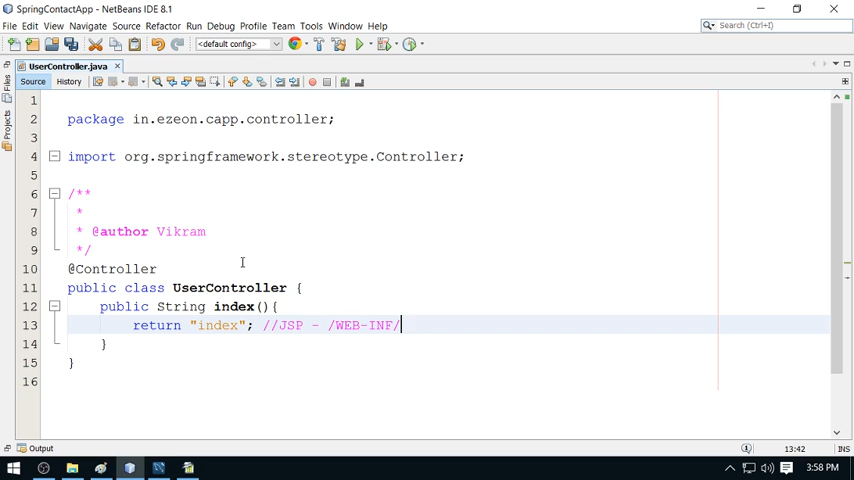 SpringContactApp - NetBeans IDE 8.1
File Edit View Navigate Source Refactor Run Debug Profile Team Tools Window Help
Search (Ctrl+I)
<default config>
UserController.java
Source History
Files
Projects
1
2 package in.ezeon.capp.controller;
3
4 import org.springframework.stereotype.Controller;
5
6 /**
7 *
8 * @author Vikram
9 */
10 @Controller
11 public class UserController {
12 public String index(){
13 return "index"; //JSP - /WEB-INF/
14 }
15 }
16
Output
1
13:42 INS
3:58 PM